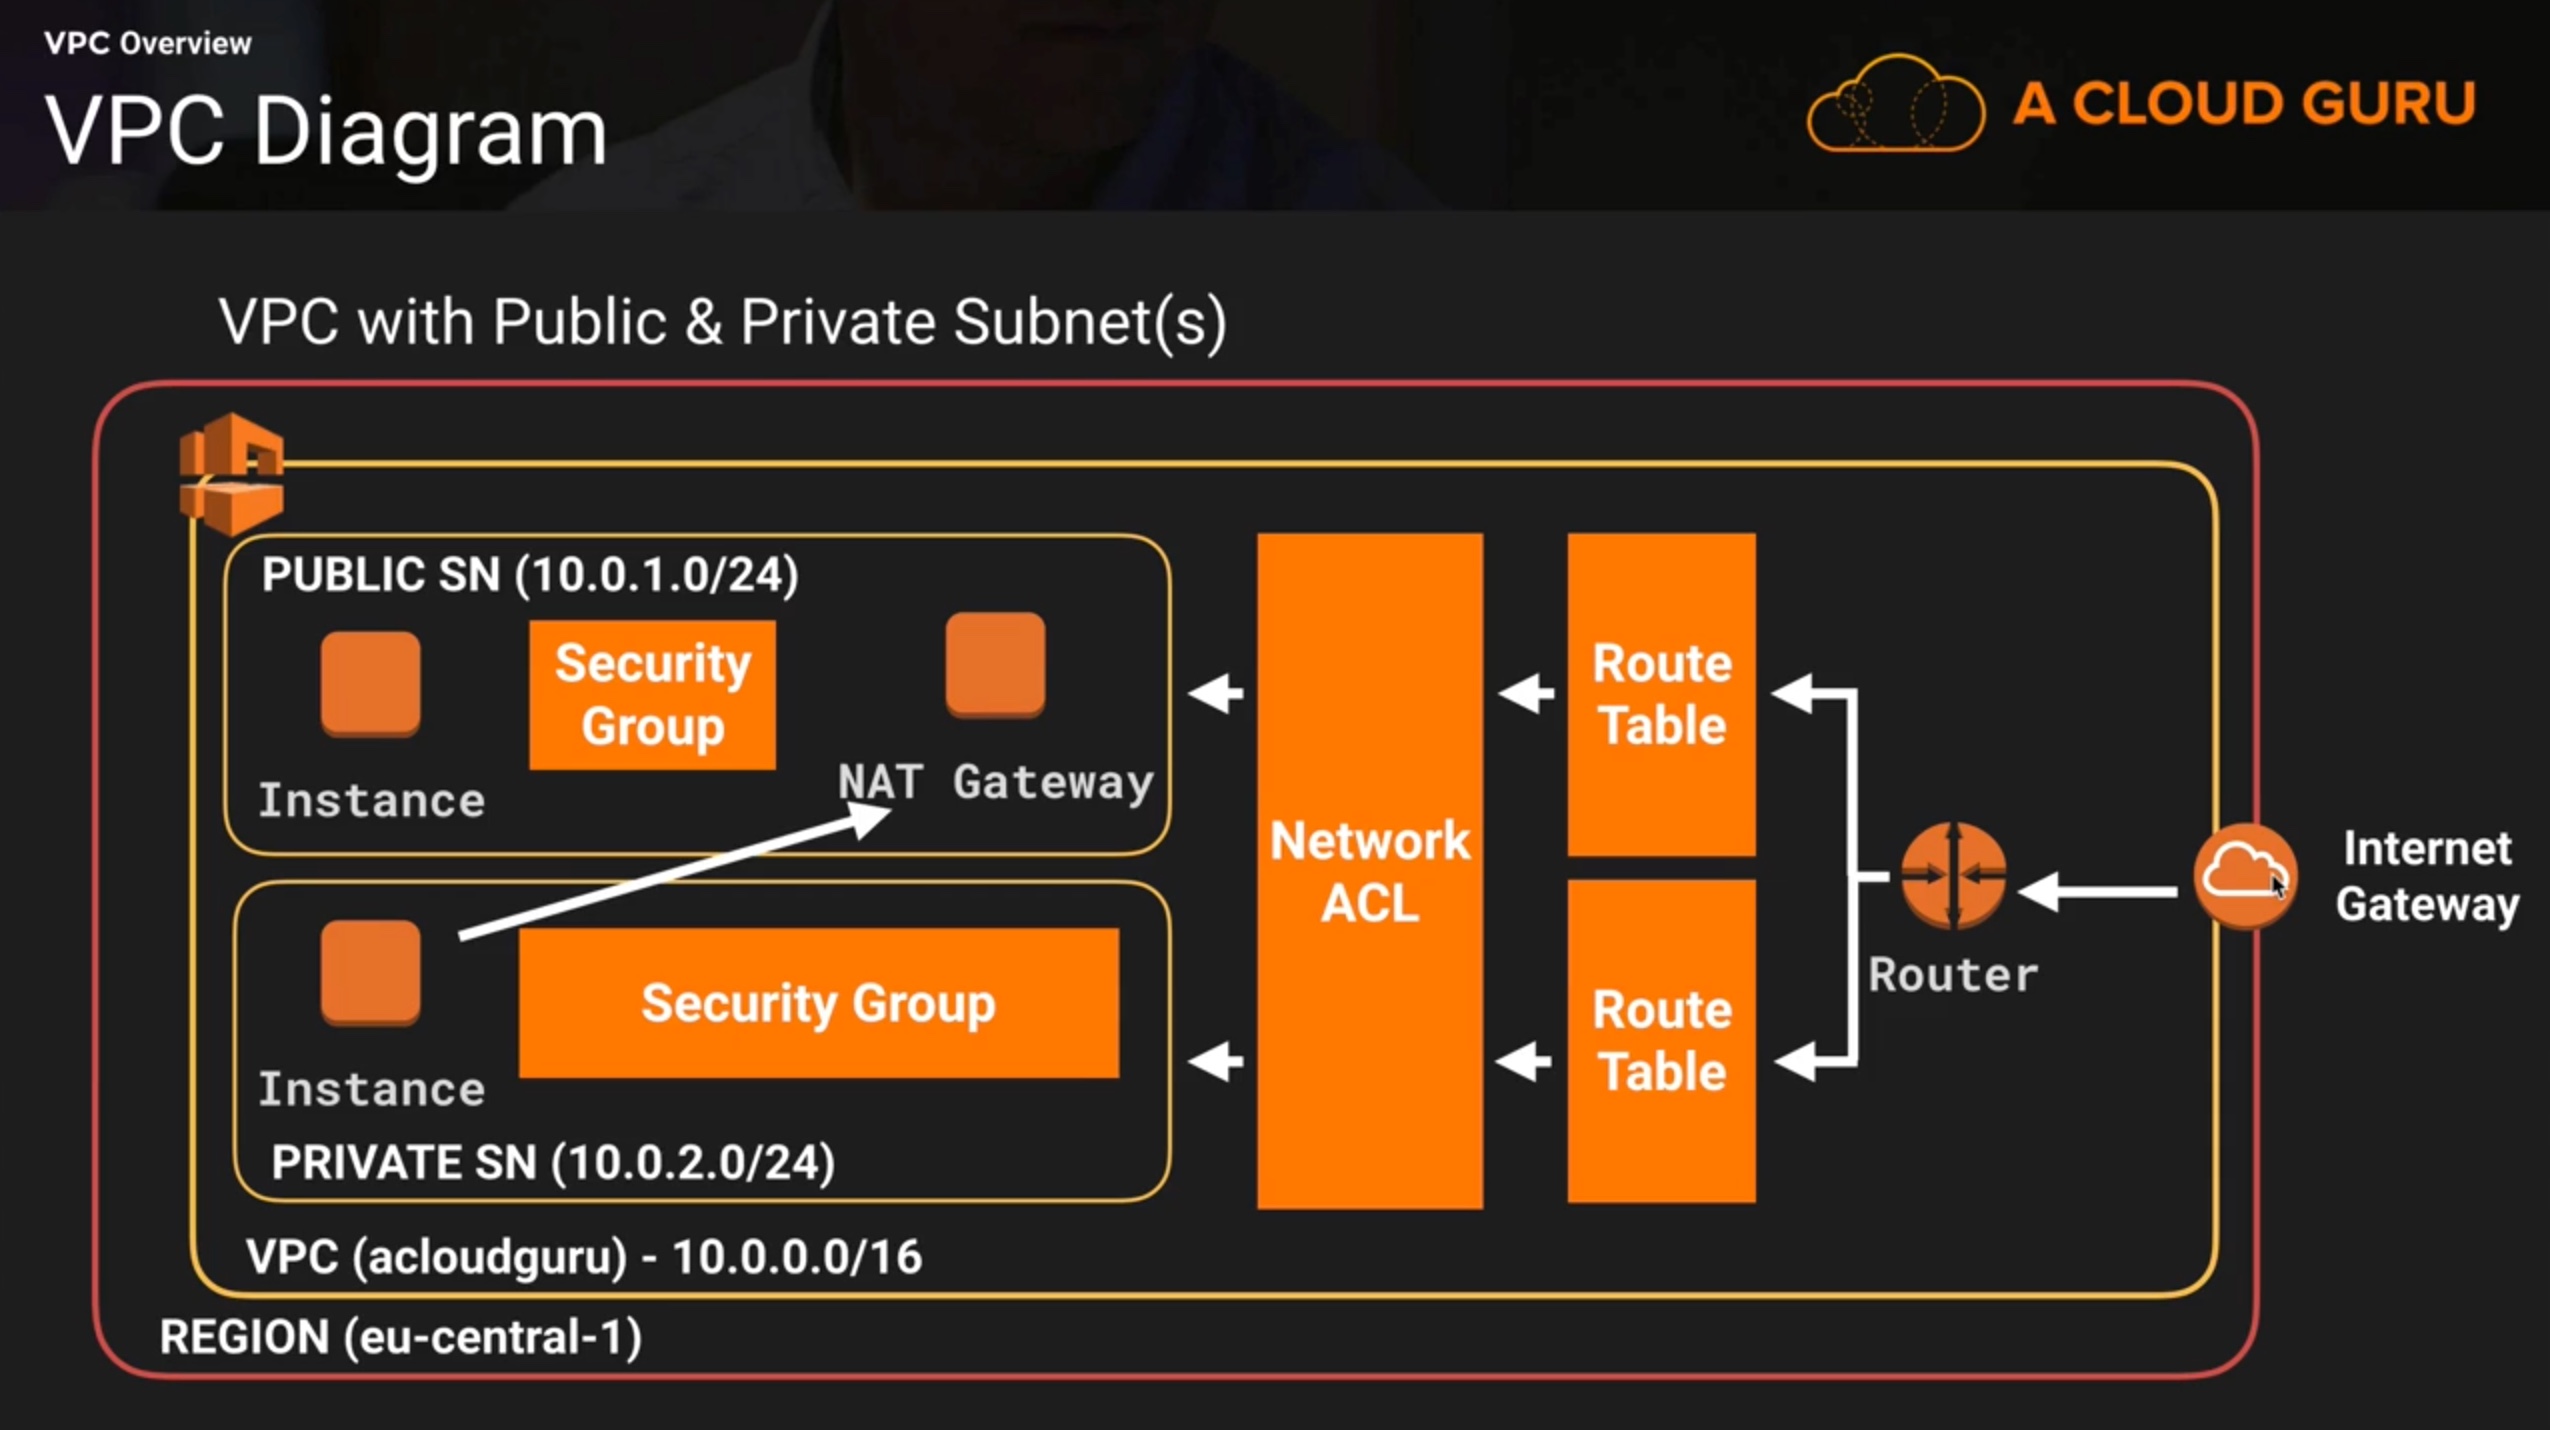 VPC Overview
VPC Diagram
A CLOUD GURU
VPC with Public & Private Subnet(s)
PUBLIC SN (10.0.1.0/24)
Security
Group
Instance
NAT Gateway
Instance
Security Group
PRIVATE SN (10.0.2.0/24)
Network
ACL
Route
Table
Route
Table
Router
Internet
Gateway
VPC (acloudguru) - 10.0.0.0/16
REGION (eu-central-1)